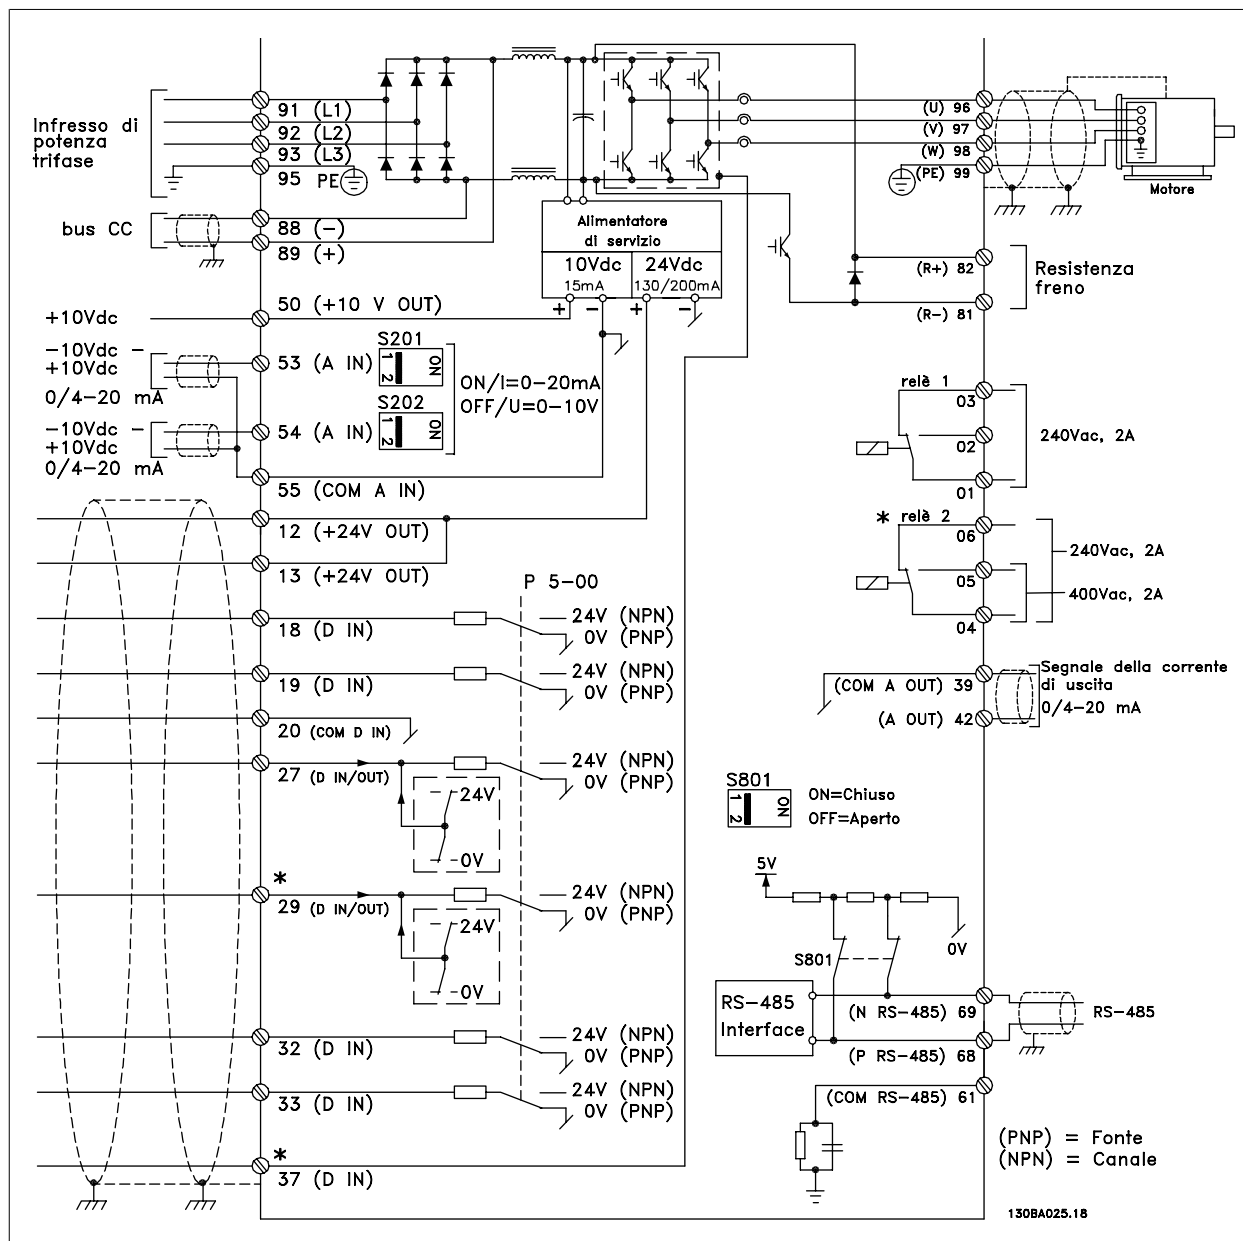 Infresso di
potenza
trifase
91 (L1)
92 (L2)
93 (L3)
95 PE
bus CC
88 (−)
89 (+)
Alimentatore
di servizio
10Vdc
15mA
24Vdc
130/200mA
+ − + −
(U) 96
(V) 97
(W) 98
(PE) 99
Motore
(R+) 82
(R−) 81
Resistenza
freno
+10Vdc
50 (+10 V OUT)
−10Vdc −
+10Vdc
0/4−20 mA
53 (A IN)
S201
1 2
ON
−10Vdc −
+10Vdc
0/4−20 mA
54 (A IN)
S202
1 2
ON
ON/I=0−20mA
OFF/U=0−10V
55 (COM A IN)
12 (+24V OUT)
13 (+24V OUT)
P 5-00
18 (D IN)
24V (NPN)
0V (PNP)
19 (D IN)
24V (NPN)
0V (PNP)
20 (COM D IN)
27 (D IN/OUT)
24V (NPN)
0V (PNP)
24V
0V
*
29 (D IN/OUT)
24V (NPN)
0V (PNP)
24V
0V
32 (D IN)
24V (NPN)
0V (PNP)
33 (D IN)
24V (NPN)
0V (PNP)
*
37 (D IN)
relè 1
03
02
01
240Vac, 2A
* relè 2
06
05
04
240Vac, 2A
400Vac, 2A
(COM A OUT) 39
(A OUT) 42
Segnale della corrente
di uscita
0/4−20 mA
S801
1 2
ON
ON=Chiuso
OFF=Aperto
5V
0V
S801
RS−485
Interface
(N RS−485) 69
(P RS−485) 68
RS−485
(COM RS−485) 61
(PNP) = Fonte
(NPN) = Canale
130BA025.18